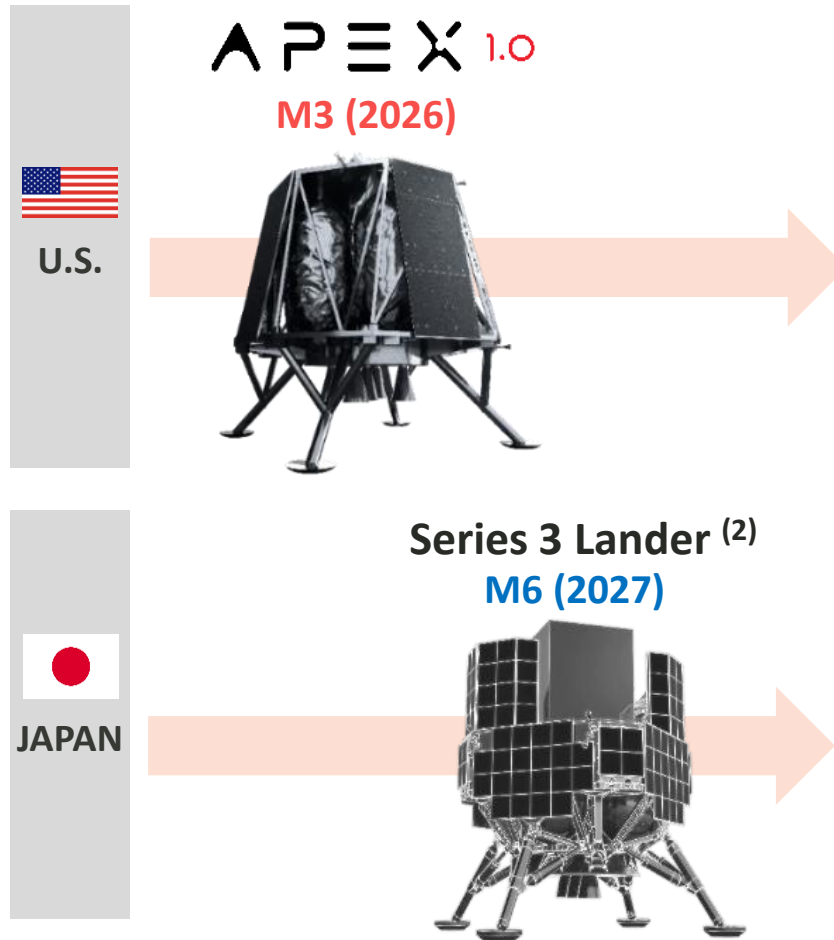 APEX 1.0
M3 (2026)
U.S.
Series 3 Lander (2)
M6 (2027)
JAPAN